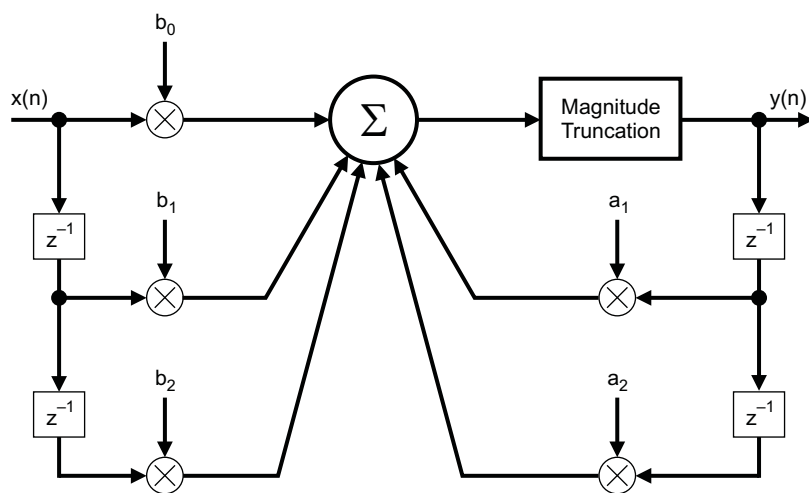 b₀
x(n)
Σ
Magnitude
Truncation
y(n)
b₁
a₁
z⁻¹
z⁻¹
b₂
a₂
z⁻¹
z⁻¹